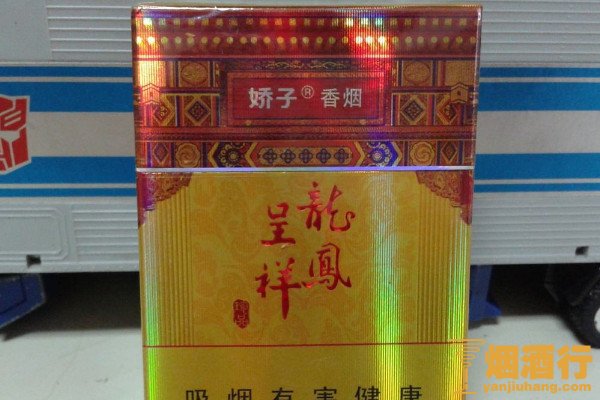 娇子® 香烟
龍鳳
呈祥
吸烟有害健康
烟酒行
yanjiuhang.com